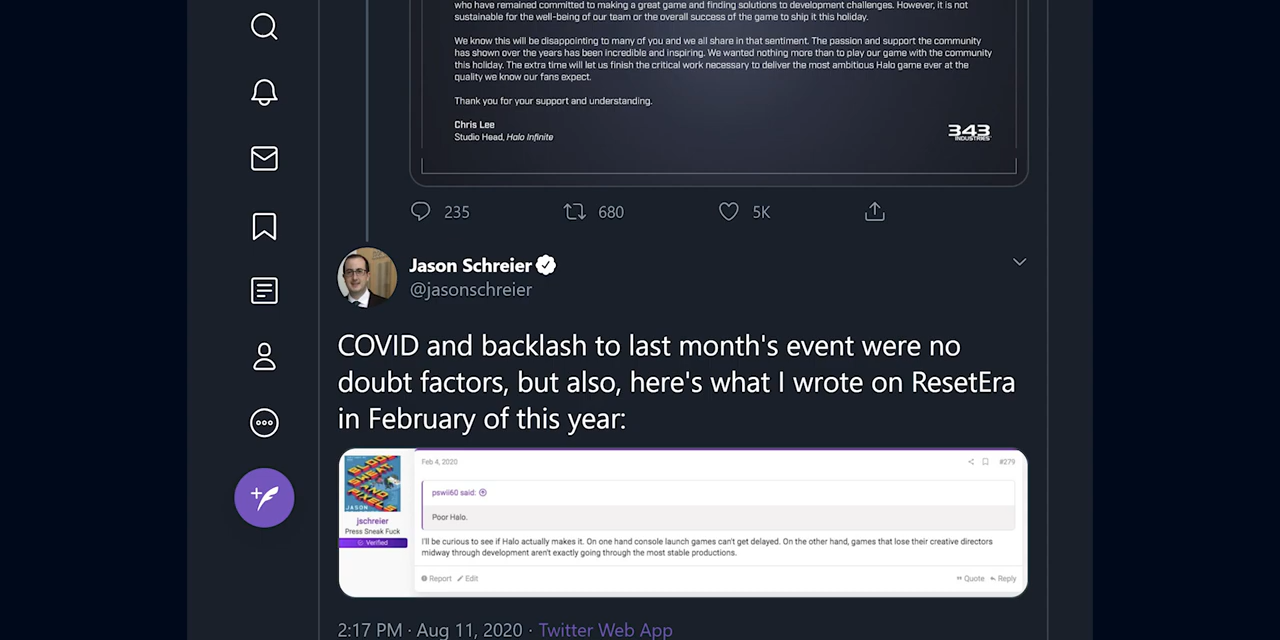 who have remained committed to making a great game and finding solutions to development challenges. However, it is not
sustainable for the well-being of our team or the overall success of the game to ship it this holiday.
We know this will be disappointing to many of you and we all share in that sentiment. The passion and support the community
has shown over the years has been incredible and inspiring. We wanted nothing more than to play our game with the community
this holiday. The extra time will let us finish the critical work necessary to deliver the most ambitious Halo game ever at the
quality we know our fans expect.
Thank you for your support and understanding.
Chris Lee
Studio Head, Halo Infinite
343
INDUSTRIES
235 680 5K
Jason Schreier
@jasonschreier
COVID and backlash to last month's event were no
doubt factors, but also, here's what I wrote on ResetEra
in February of this year:
BLOOD
SWEAT
AND
PIXELS
JASON
jschreier
Press Sneak Fuck
Verified
Feb 4, 2020 #279
pswii60 said:
Poor Halo.
I'll be curious to see if Halo actually makes it. On one hand console launch games can't get delayed. On the other hand, games that lose their creative directors
midway through development aren't exactly going through the most stable productions.
Report Edit Quote Reply
2:17 PM · Aug 11, 2020 · Twitter Web App